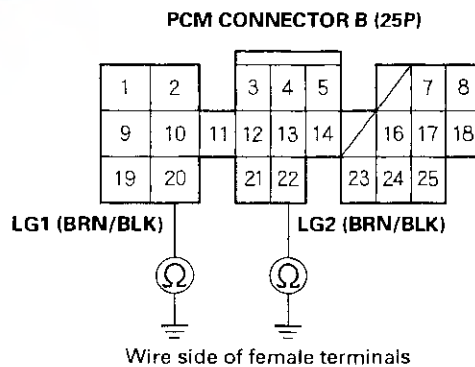 PCM CONNECTOR B (25P)
1 2 3 4 5 7 8
9 10 11 12 13 14 16 17 18
19 20 21 22 23 24 25
LG1 (BRN/BLK) LG2 (BRN/BLK)
Ω Ω
Wire side of female terminals